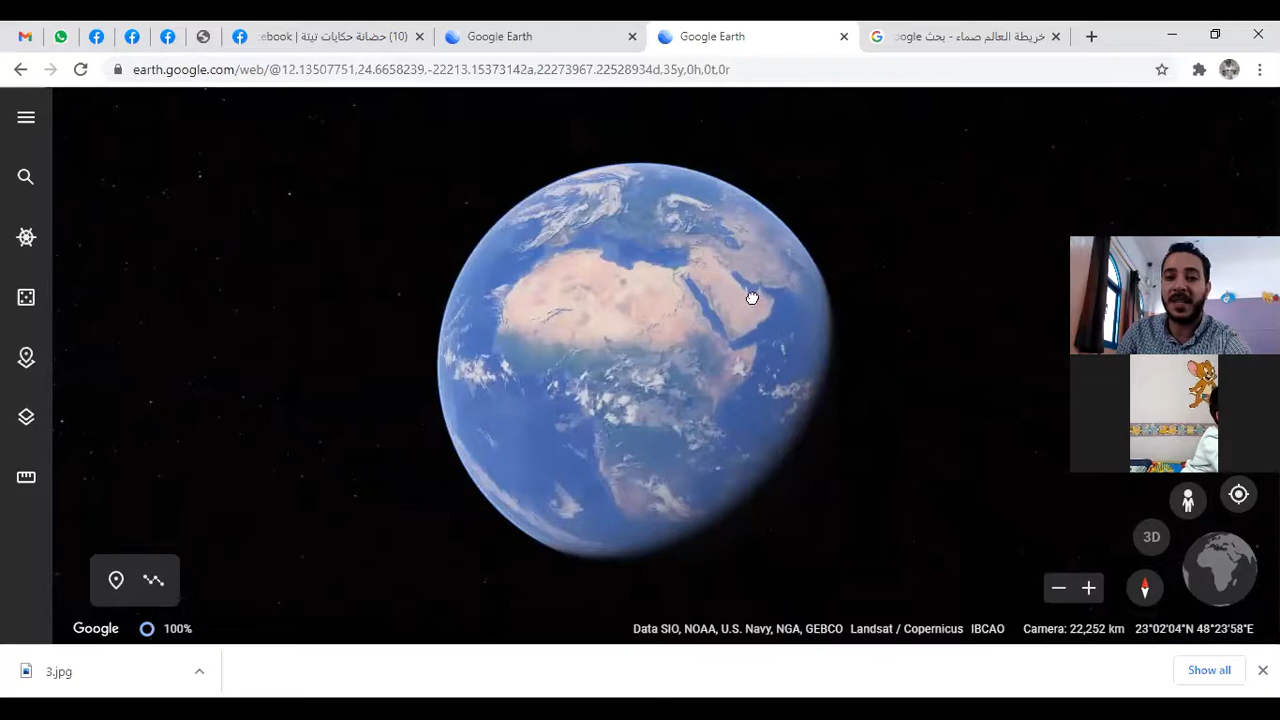 (10) حضانة حكايات تيتة | ebook
Google Earth
Google Earth
خريطة العالم صماء - بحث oogle
earth.google.com/web/@12.13507751,24.6658239,-22213.15373142a,22273967.22528934d,35y,0h,0t,0r
3D
Google
100%
Data SIO, NOAA, U.S. Navy, NGA, GEBCO Landsat / Copernicus IBCAO
Camera: 22,252 km 23°02'04"N 48°23'58"E
3.jpg
Show all